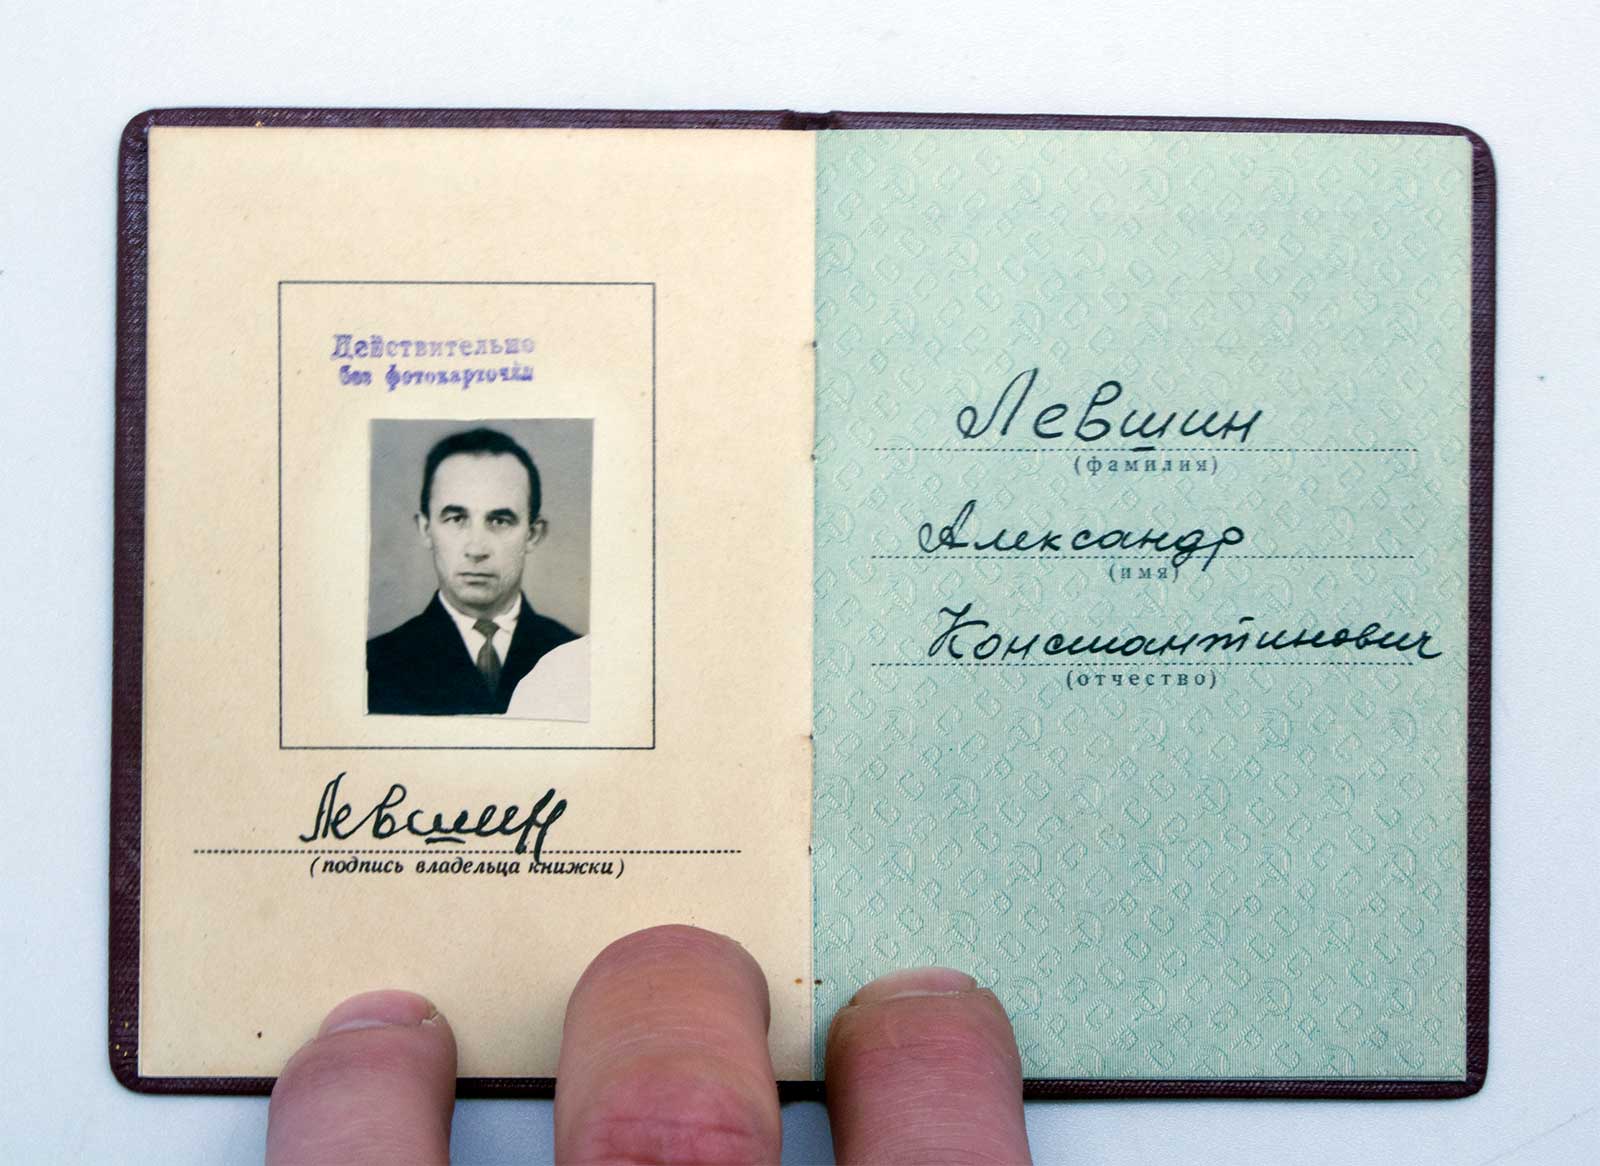 Действительно
без фотокарточки
Левшин
(подпись владельца книжки)
Левшин
(фамилия)
Александр
(имя)
Константинович
(отчество)